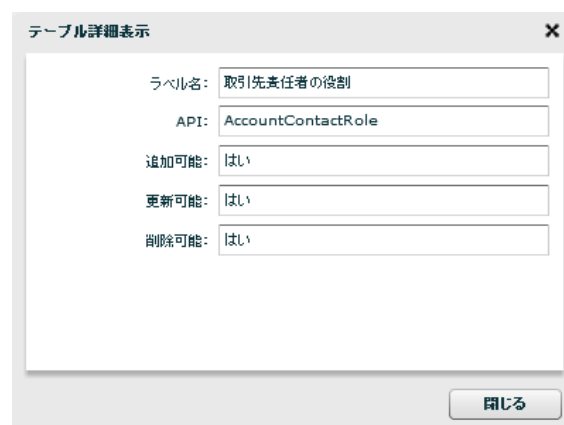 テーブル詳細表示
ラベル名: 取引先責任者の役割
API: AccountContactRole
追加可能: はい
更新可能: はい
削除可能: はい
閉じる